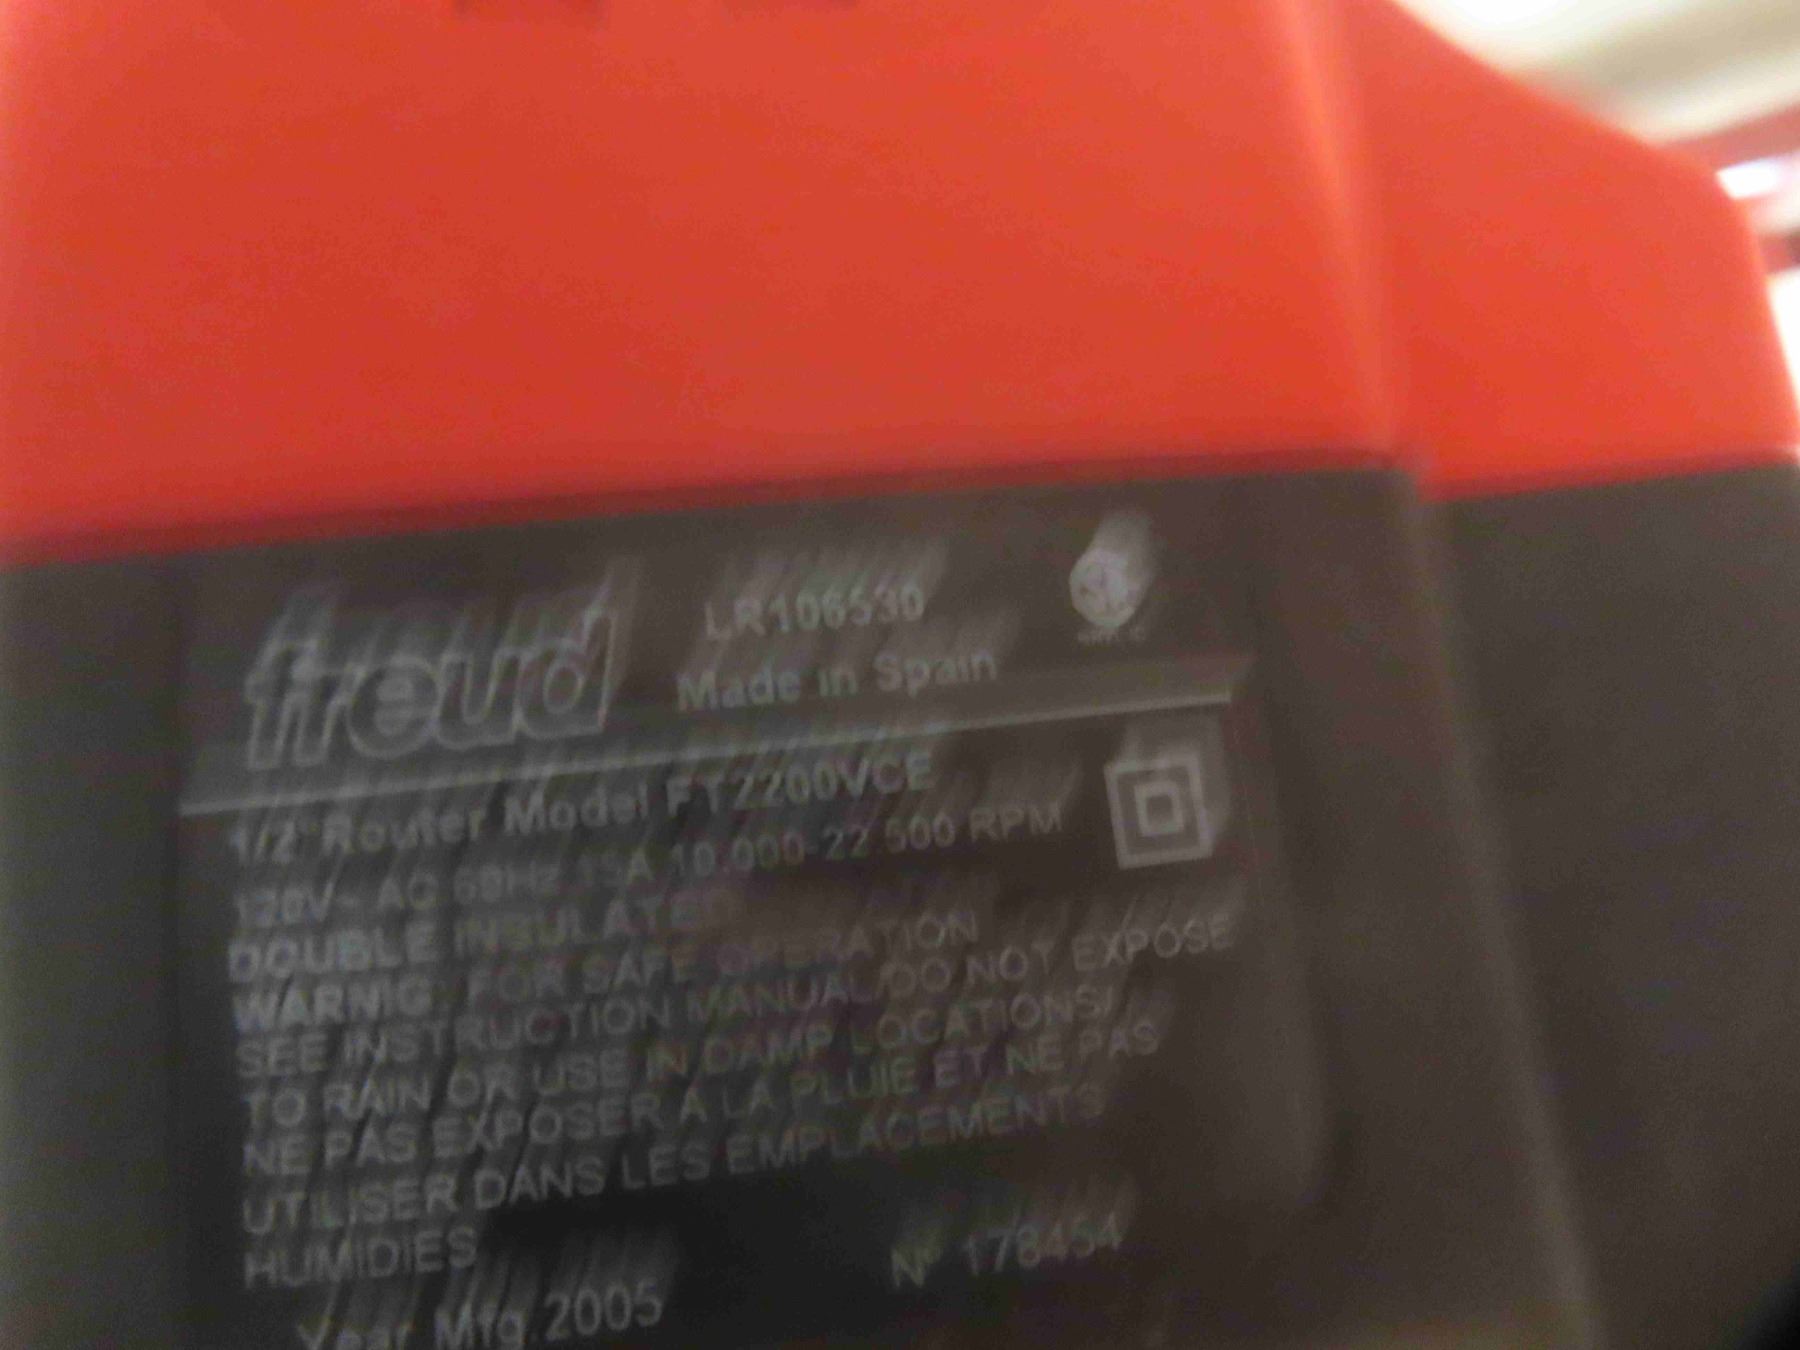 freud
LR106530
Made in Spain
1/2" Router Model FT2200VCE
120V~ AC 60Hz 15A 10.000-22.500 RPM
DOUBLE INSULATED
WARNIG: FOR SAFE OPERATION
SEE INSTRUCTION MANUAL/DO NOT EXPOSE
TO RAIN OR USE IN DAMP LOCATIONS/
NE PAS EXPOSER A LA PLUIE ET NE PAS
UTILISER DANS LES EMPLACEMENTS
HUMIDIES
Year Mfg.2005
Nº 178454